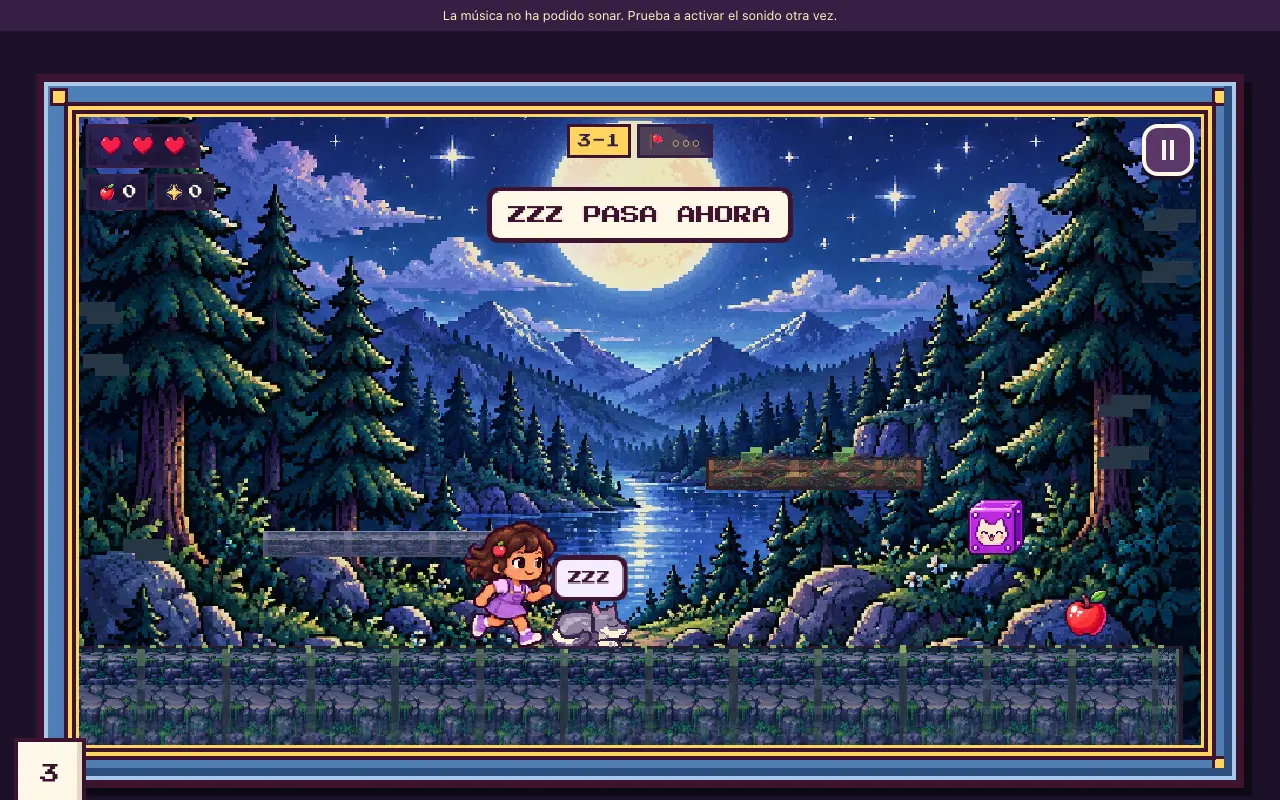 La música no ha podido sonar. Prueba a activar el sonido otra vez.
3-1
0 0
ZZZ PASA AHORA
ZZZ
3